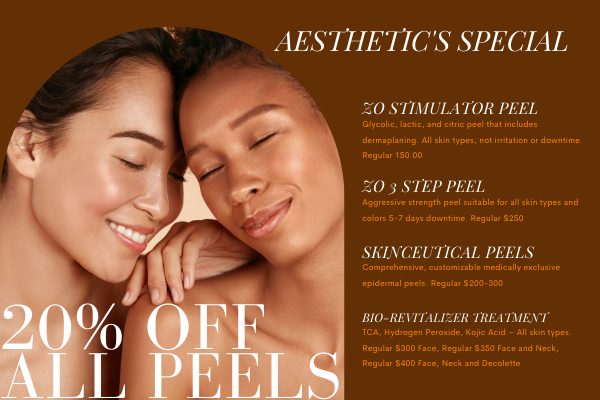 AESTHETIC'S SPECIAL
ZO STIMULATOR PEEL
Glycolic, lactic, and citric peel that includes
dermaplaning. All skin types, not irritation or downtime.
Regular 150.00
ZO 3 STEP PEEL
Aggressive strength peel suitable for all skin types and
colors 5-7 days downtime. Regular $250
SKINCEUTICAL PEELS
Comprehensive, customizable medically exclusive
epidermal peels. Regular $200-300
BIO-REVITALIZER TREATMENT
TCA, Hydrogen Peroxide, Kojic Acid – All skin types.
Regular $300 Face, Regular $350 Face and Neck,
Regular $400 Face, Neck and Decollete
20% OFF
ALL PEELS